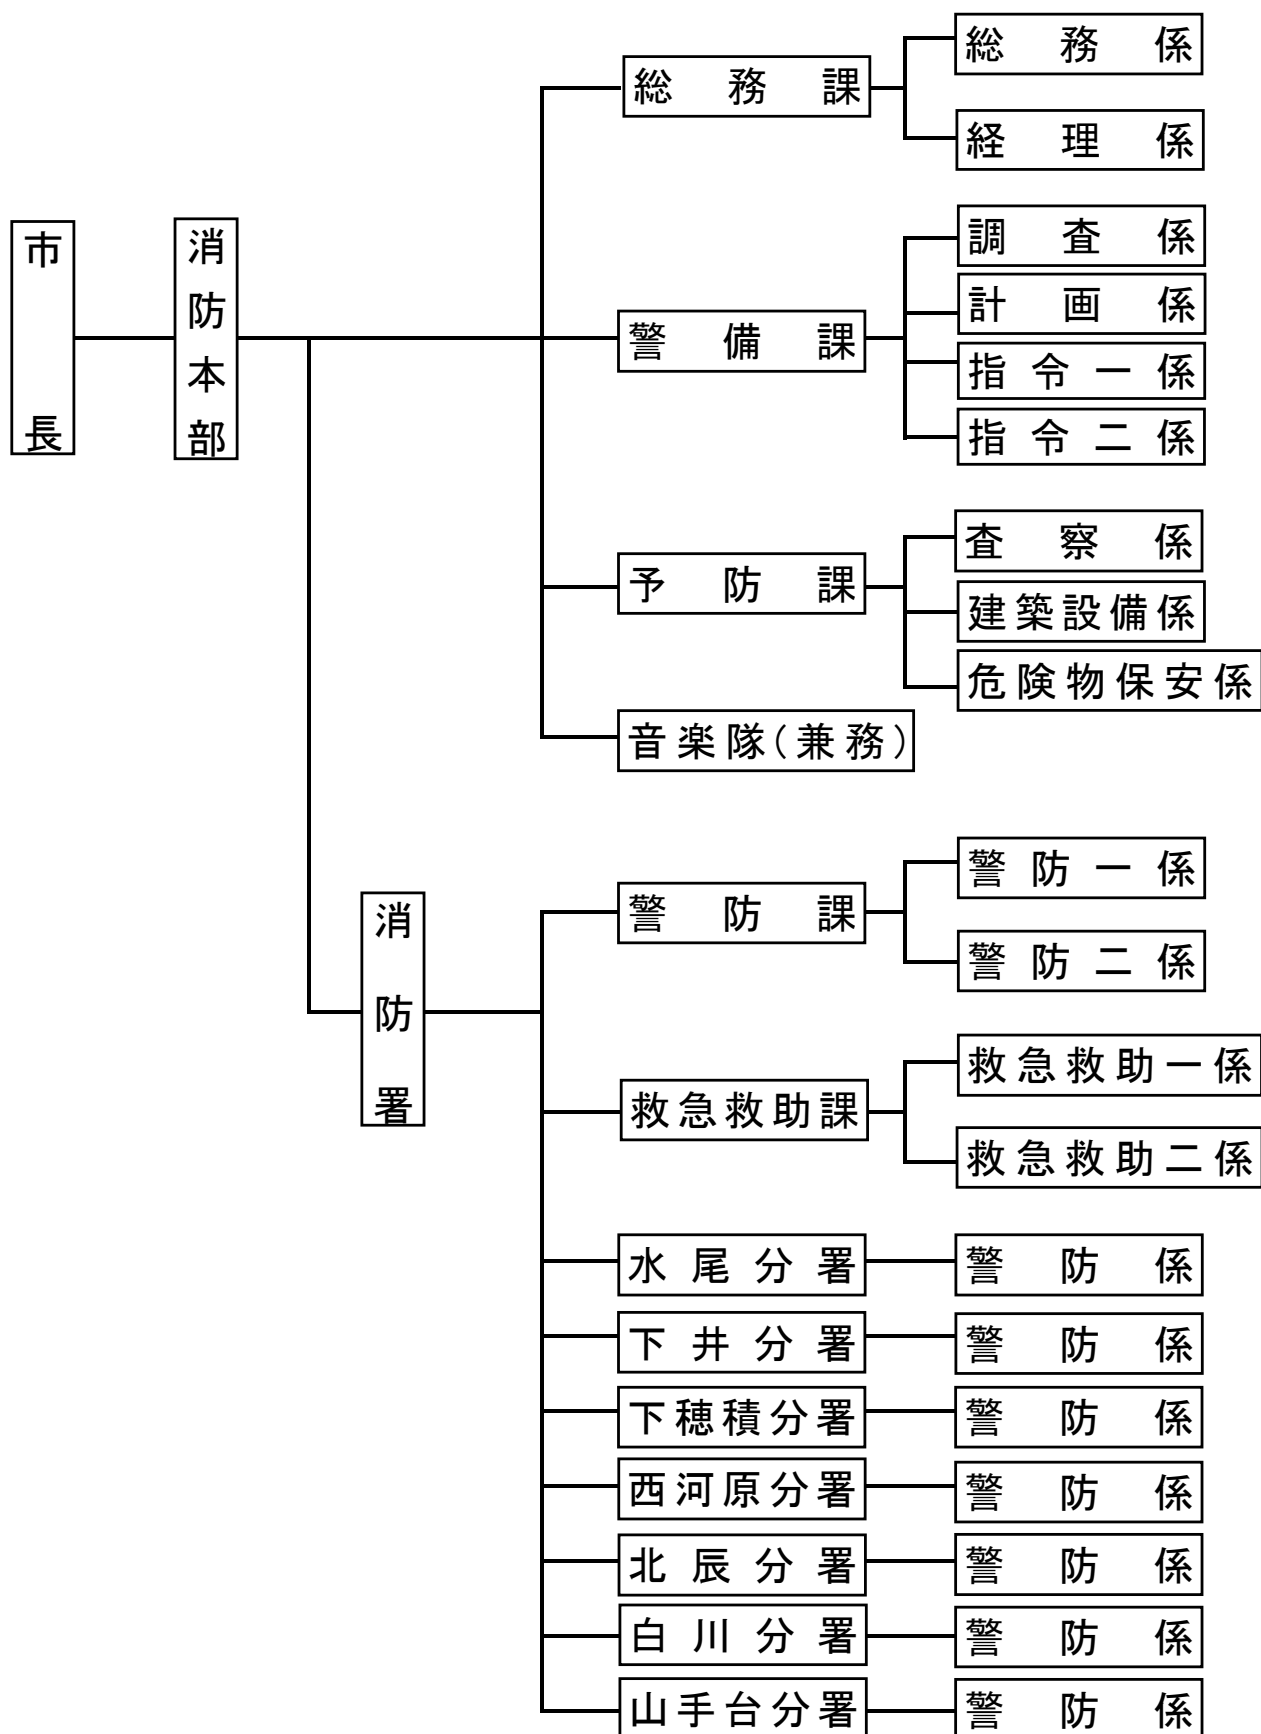 市長
消防本部
総務課
総務係
経理係
警備課
調査係
計画係
指令一係
指令二係
予防課
査察係
建築設備係
危険物保安係
音楽隊（兼務）
消防署
警防課
警防一係
警防二係
救急救助課
救急救助一係
救急救助二係
水尾分署
警防係
下井分署
警防係
下穂積分署
警防係
西河原分署
警防係
北辰分署
警防係
白川分署
警防係
山手台分署
警防係